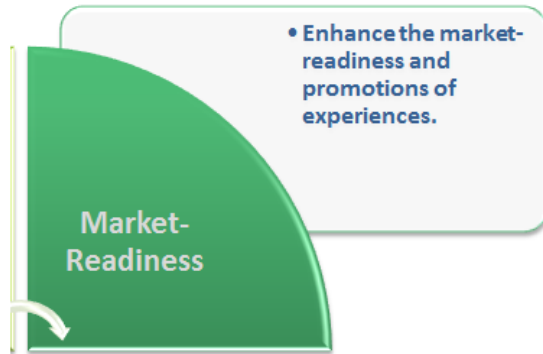 • Enhance the market-
readiness and
promotions of
experiences.
Market-
Readiness